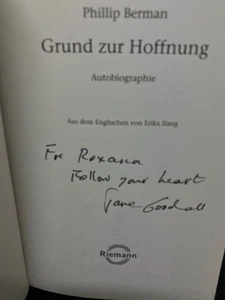 Phillip Berman
Grund zur Hoffnung
Autobiographie
Aus dem Englischen von Erika Ifang
For Roxana
Follow your heart
Jane Goodall
Riemann